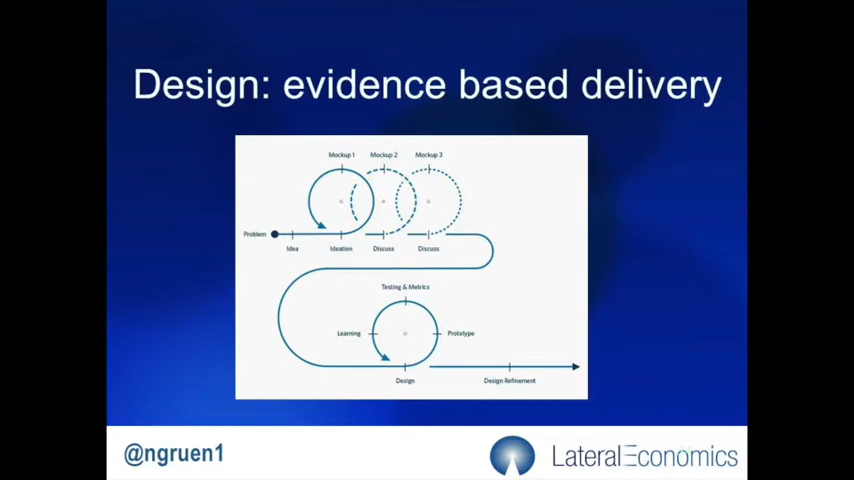 Design: evidence based delivery
Mockup 1 Mockup 2 Mockup 3
Problem
Idea Ideation Discuss Discuss
Testing & Metrics
Learning Prototype
Design Design Refinement
@ngruen1
LateralEconomics